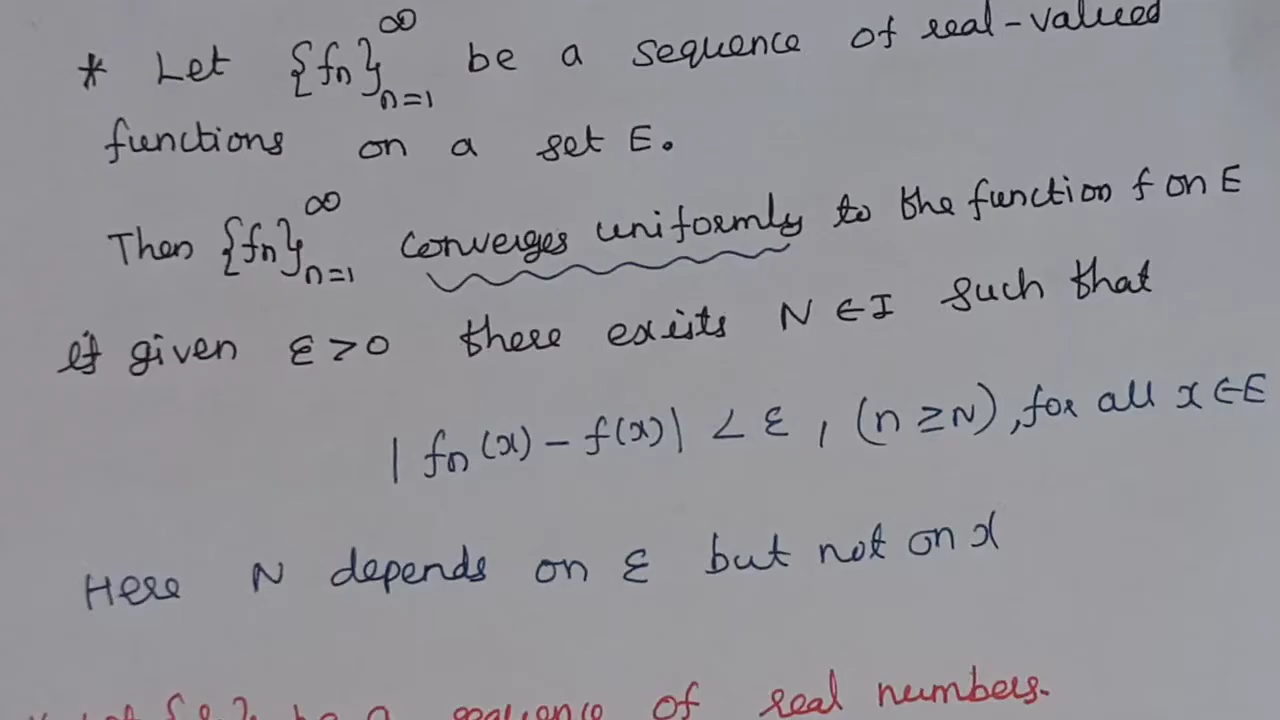 * Let {fn}∞n=1 be a sequence of real-valued
functions on a set E.
Then {fn}∞n=1 converges uniformly to the function f on E
if given ε>0 there exists N∈I such that
|fn(x)-f(x)| < ε, (n≥N), for all x∈E
Here N depends on ε but not on x
be a sequence of real numbers.